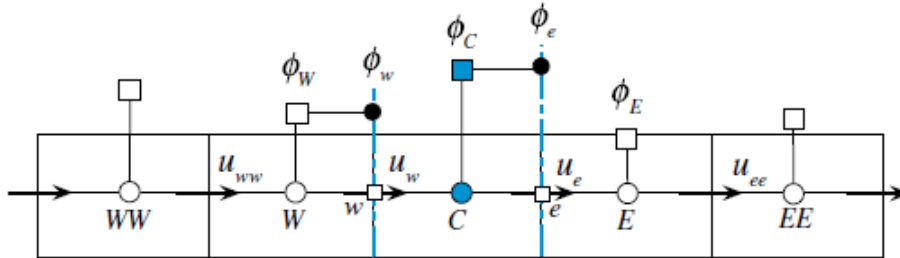 ϕ_C ϕ_e
ϕ_W ϕ_w
ϕ_E
u_ww u_w u_e u_ee
WW W w C e E EE